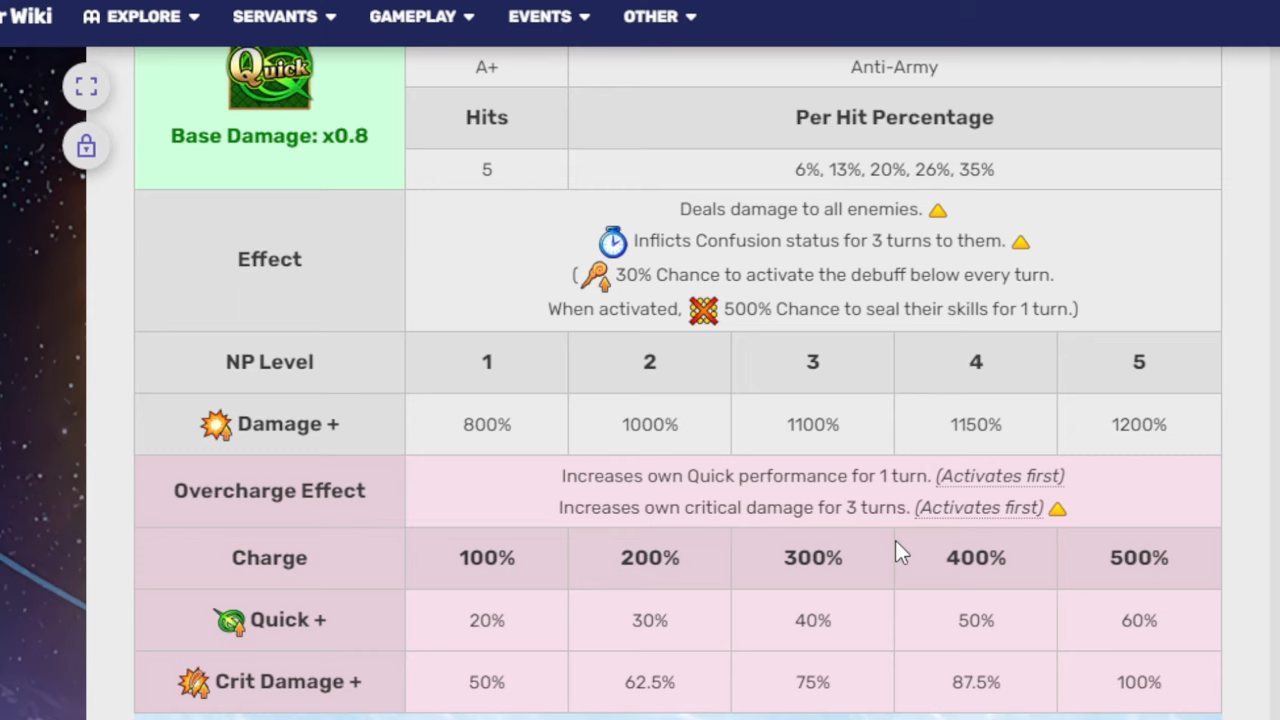 r Wiki EXPLORE SERVANTS GAMEPLAY EVENTS OTHER
Quick
Base Damage: x0.8
A+ Anti-Army
Hits Per Hit Percentage
5 6%, 13%, 20%, 26%, 35%
Effect
Deals damage to all enemies.
Inflicts Confusion status for 3 turns to them.
( 30% Chance to activate the debuff below every turn.
When activated, 500% Chance to seal their skills for 1 turn.)
NP Level 1 2 3 4 5
Damage + 800% 1000% 1100% 1150% 1200%
Overcharge Effect
Increases own Quick performance for 1 turn. (Activates first)
Increases own critical damage for 3 turns. (Activates first)
Charge 100% 200% 300% 400% 500%
Quick + 20% 30% 40% 50% 60%
Crit Damage + 50% 62.5% 75% 87.5% 100%